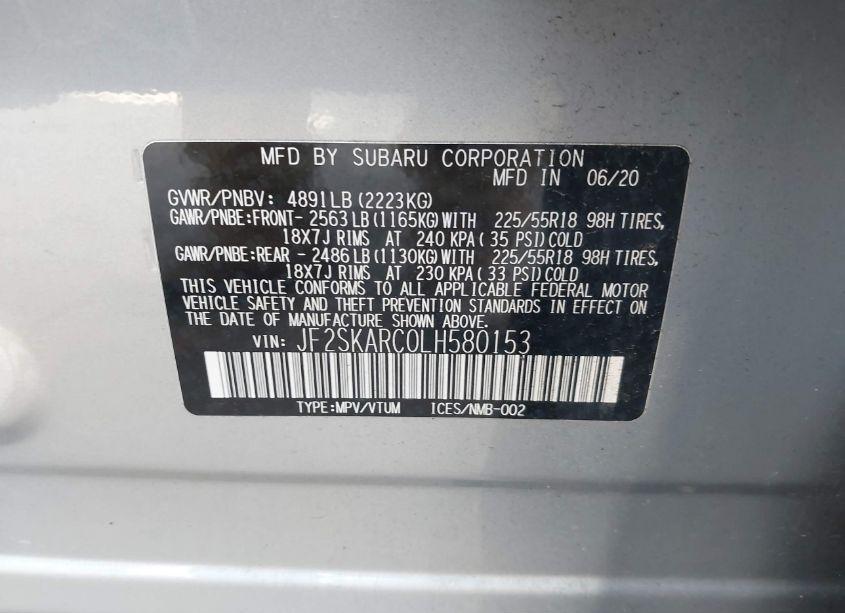 MFD BY SUBARU CORPORATION
MFD IN 06/20
GVWR/PNBV: 4891LB(2223KG)
GAWR/PNBE:FRONT- 2563LB(1165KG)WITH 225/55R18 98H TIRES,
18X7J RIMS AT 240 KPA(35 PSI)COLD
GAWR/PNBE:REAR - 2486LB(1130KG)WITH 225/55R18 98H TIRES,
18X7J RIMS AT 230 KPA(33 PSI)COLD
THIS VEHICLE CONFORMS TO ALL APPLICABLE FEDERAL MOTOR
VEHICLE SAFETY AND THEFT PREVENTION STANDARDS IN EFFECT ON
THE DATE OF MANUFACTURE SHOWN ABOVE.
VIN: JF2SKARC0LH580153
TYPE:MPV/VTUM ICES/NMB-002